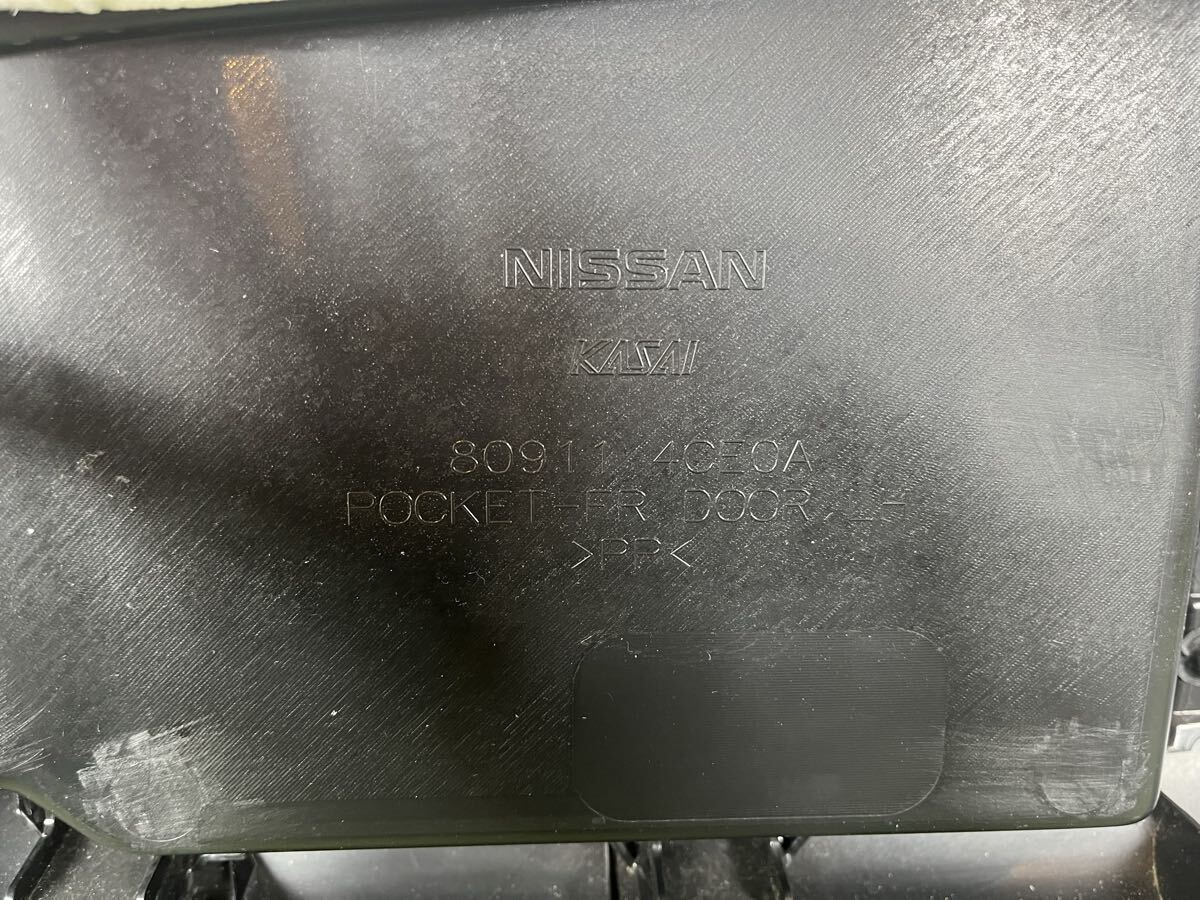 NISSAN
KASAI
80911 4CE0A
POCKET-FR DOOR, LH
>PP<